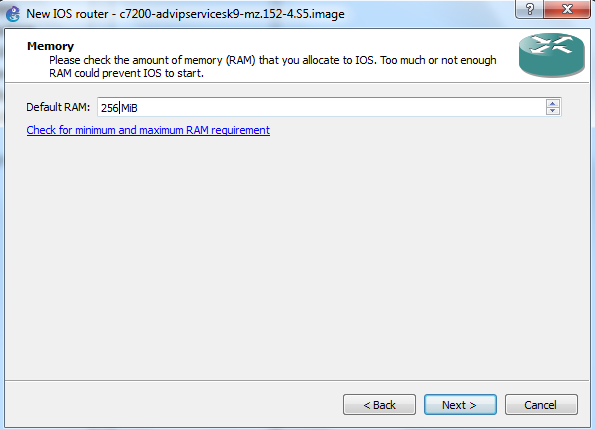 New IOS router - c7200-advipservicesk9-mz.152-4.S5.image
Memory
Please check the amount of memory (RAM) that you allocate to IOS. Too much or not enough
RAM could prevent IOS to start.
Default RAM: 256 MiB
Check for minimum and maximum RAM requirement
< Back Next > Cancel